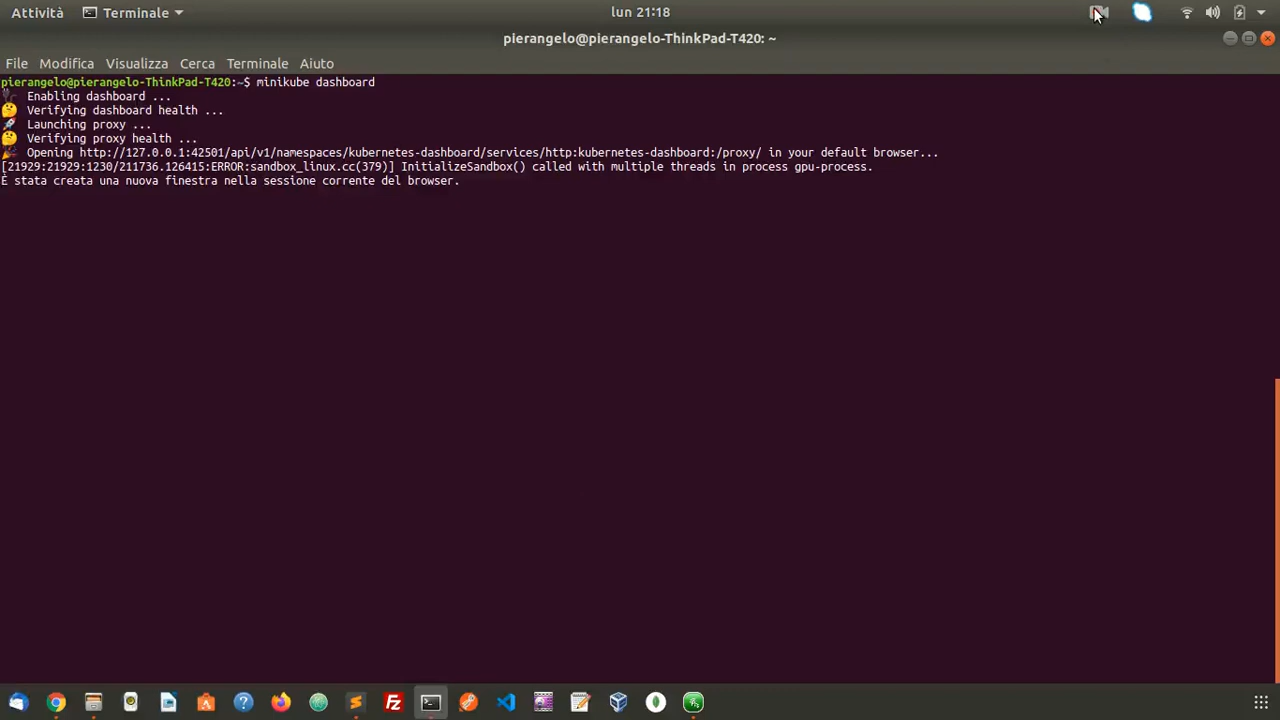 Attività Terminale lun 21:18
pierangelo@pierangelo-ThinkPad-T420: ~
File Modifica Visualizza Cerca Terminale Aiuto
pierangelo@pierangelo-ThinkPad-T420:~$ minikube dashboard
Enabling dashboard ...
Verifying dashboard health ...
Launching proxy ...
Verifying proxy health ...
Opening http://127.0.0.1:42501/api/v1/namespaces/kubernetes-dashboard/services/http:kubernetes-dashboard:/proxy/ in your default browser...
[21929:21929:1230/211736.126415:ERROR:sandbox_linux.cc(379)] InitializeSandbox() called with multiple threads in process gpu-process.
È stata creata una nuova finestra nella sessione corrente del browser.